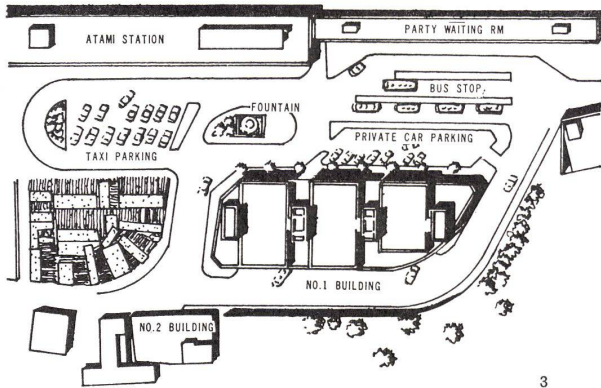 ATAMI STATION
PARTY WAITING RM
BUS STOP
FOUNTAIN
PRIVATE CAR PARKING
TAXI PARKING
NO.1 BUILDING
NO.2 BUILDING
3